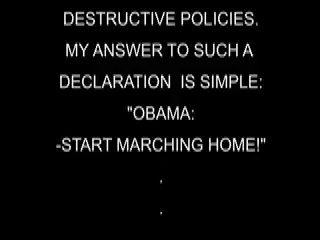 DESTRUCTIVE POLICIES.
MY ANSWER TO SUCH A
DECLARATION  IS SIMPLE:
"OBAMA:
-START MARCHING HOME!"
.
.